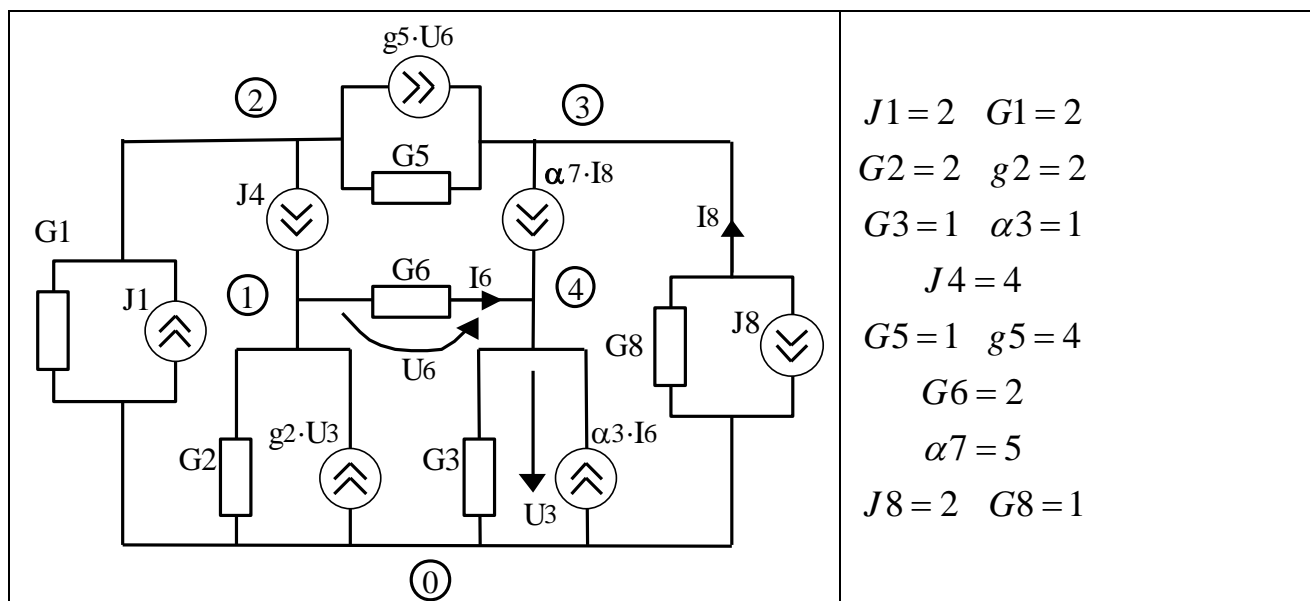 g5·U6
2
3
G5
α7·I8
J4
G1
I8
G6
I6
1
4
J1
J8
G8
U6
g2·U3
α3·I6
G2
G3
U3
0
J1 = 2 G1 = 2
G2 = 2 g2 = 2
G3 = 1 α3 = 1
J4 = 4
G5 = 1 g5 = 4
G6 = 2
α7 = 5
J8 = 2 G8 = 1